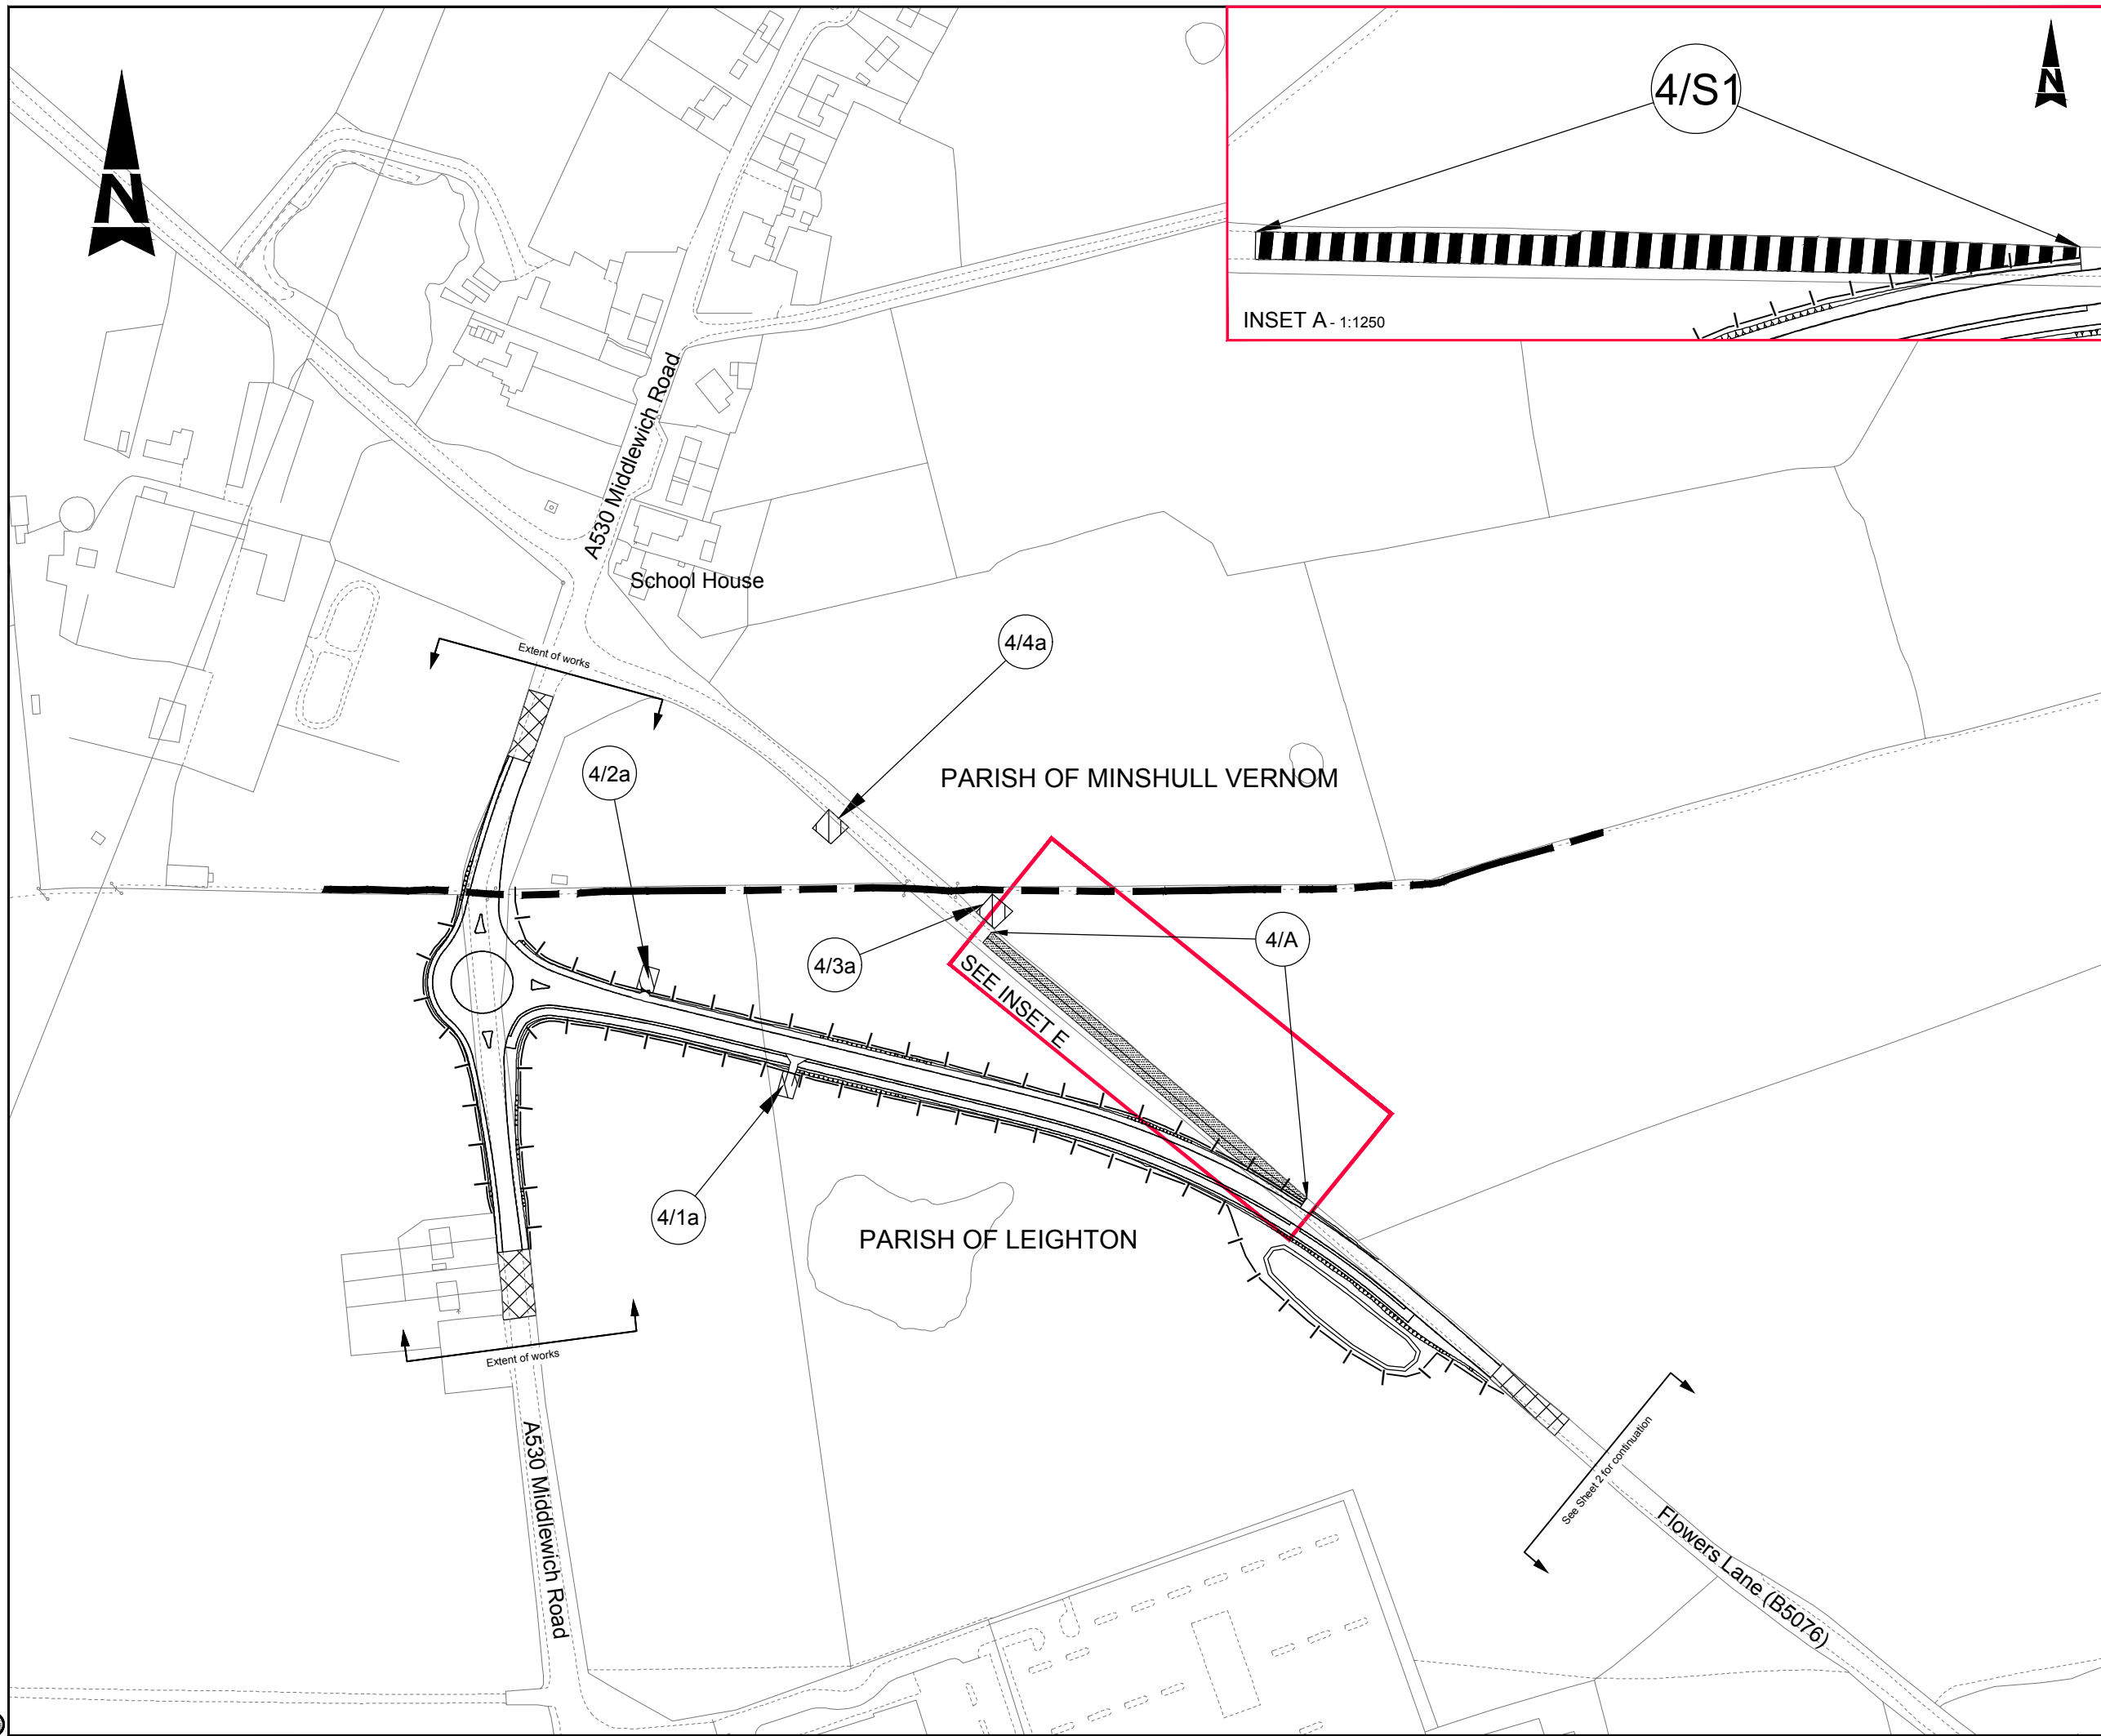 N
4/S1
N
INSET A - 1:1250
A530 Middlewich Road
School House
Extent of works
4/4a
4/2a
PARISH OF MINSHULL VERNOM
4/3a
4/A
SEE INSET E
4/1a
PARISH OF LEIGHTON
Extent of works
A530 Middlewich Road
See Sheet 2 for continuation
Flowers Lane (B5076)